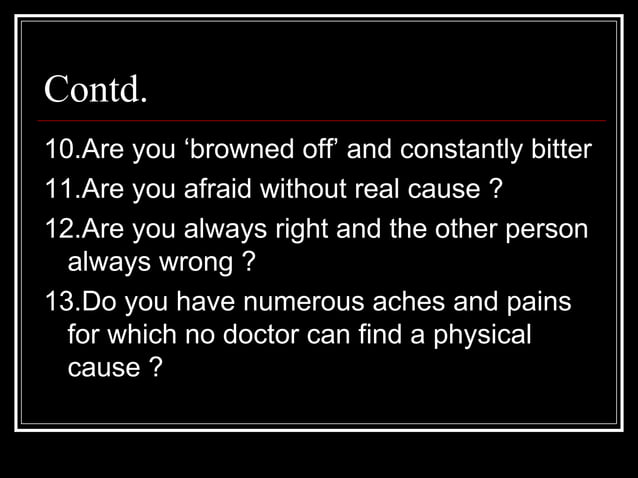 Contd.
10.Are you ‘browned off’ and constantly bitter
11.Are you afraid without real cause ?
12.Are you always right and the other person
always wrong ?
13.Do you have numerous aches and pains
for which no doctor can find a physical
cause ?